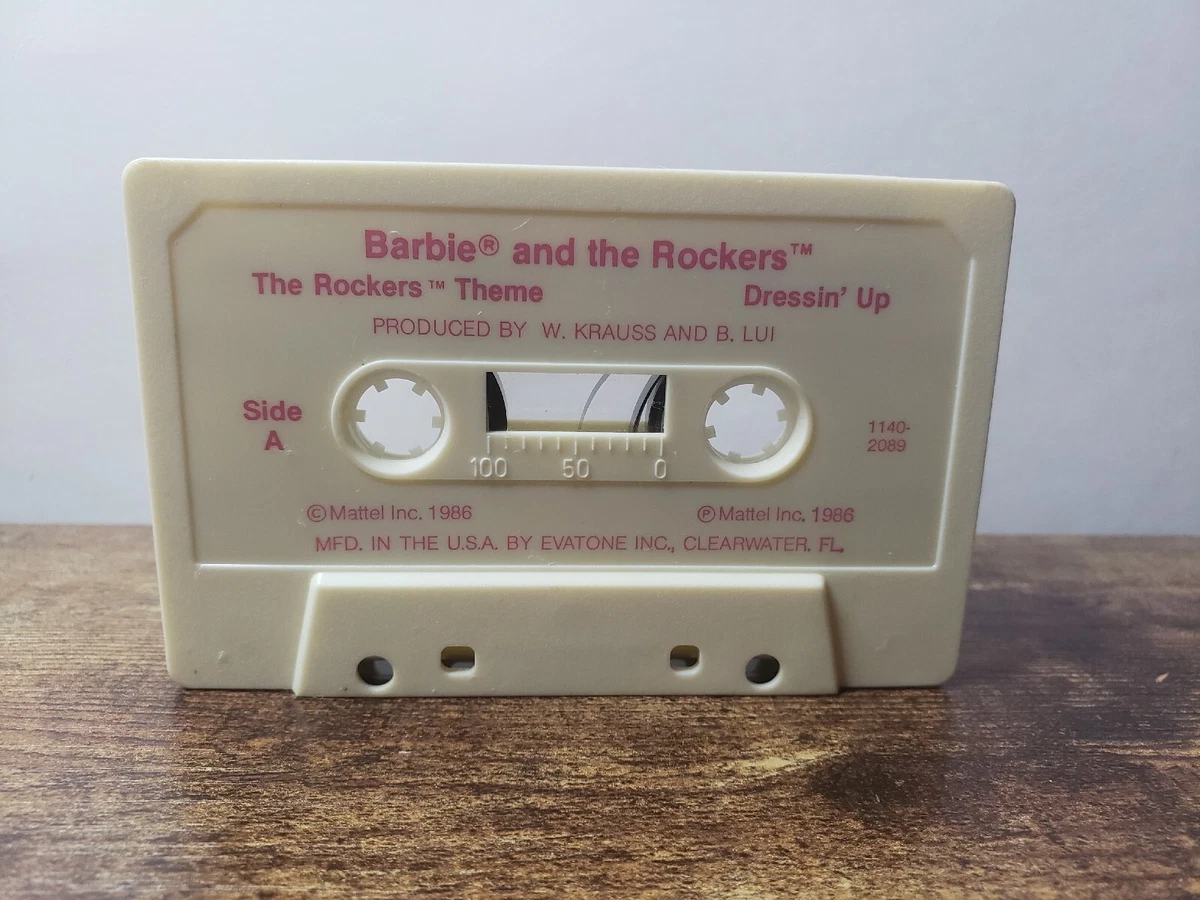 Barbie® and the Rockers™
The Rockers™ Theme Dressin' Up
PRODUCED BY W. KRAUSS AND B. LUI
Side
A
1140-
2089
100 50 0
©Mattel Inc. 1986 ℗Mattel Inc. 1986
MFD. IN THE U.S.A. BY EVATONE INC., CLEARWATER. FL.